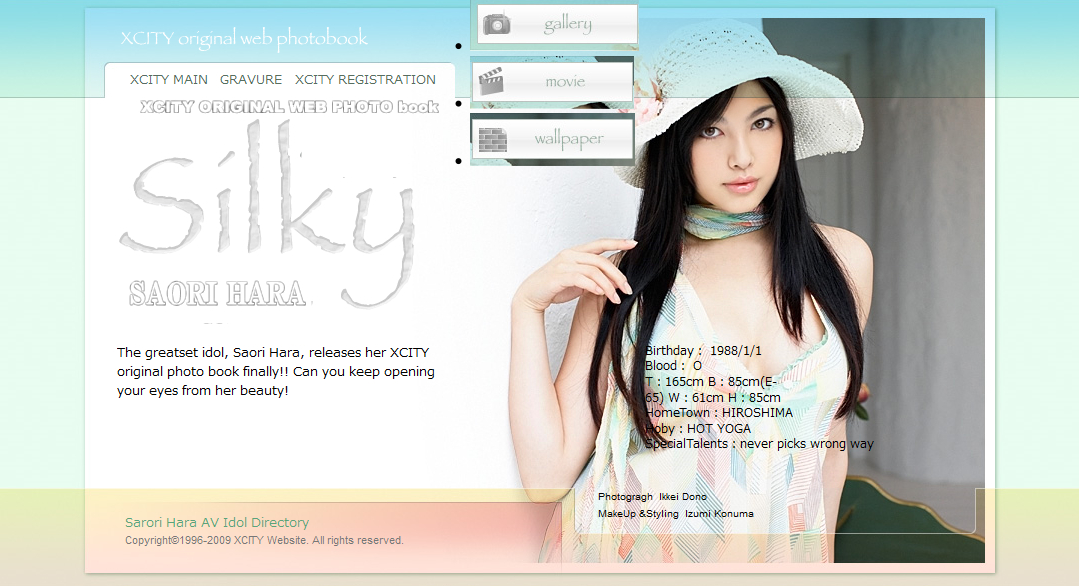 XCITY original web photobook
gallery
XCITY MAIN GRAVURE XCITY REGISTRATION
movie
XCITY ORIGINAL WEB PHOTO book
wallpaper
Silky
SAORI HARA
The greatset idol, Saori Hara, releases her XCITY
original photo book finally!! Can you keep opening
your eyes from her beauty!
Birthday : 1988/1/1
Blood : O
T : 165cm B : 85cm(E-
65) W : 61cm H : 85cm
HomeTown : HIROSHIMA
Hoby : HOT YOGA
SpecialTalents : never picks wrong way
Photogragh Ikkei Dono
MakeUp &Styling Izumi Konuma
Sarori Hara AV Idol Directory
Copyright©1996-2009 XCITY Website. All rights reserved.